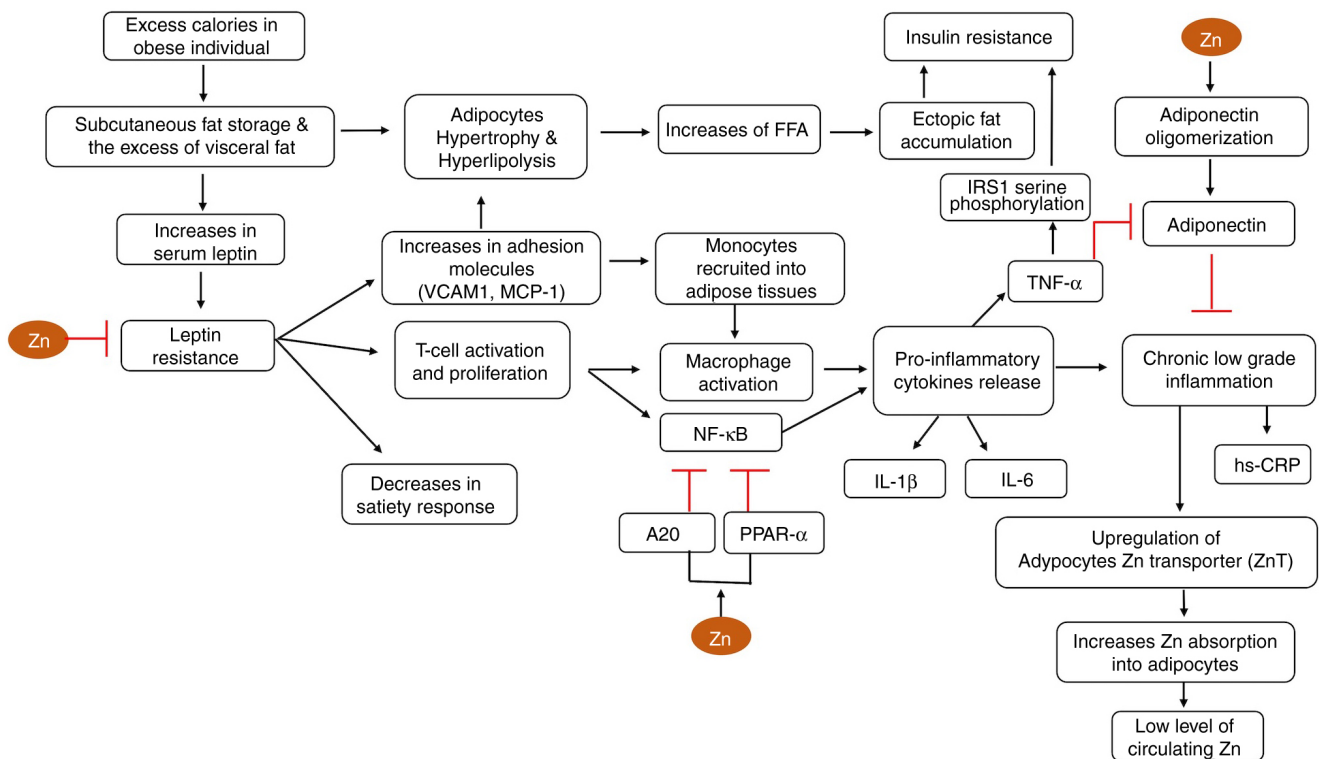 Excess calories in
obese individual
Subcutaneous fat storage &
the excess of visceral fat
Increases in
serum leptin
Zn
Leptin
resistance
Adipocytes
Hypertrophy &
Hyperlipolysis
Increases in adhesion
molecules
(VCAM1, MCP-1)
T-cell activation
and proliferation
Decreases in
satiety response
Increases of FFA
Monocytes
recruited into
adipose tissues
Macrophage
activation
NF-κB
A20
PPAR-α
Zn
Insulin resistance
Ectopic fat
accumulation
IRS1 serine
phosphorylation
TNF-α
Pro-inflammatory
cytokines release
IL-1β
IL-6
Zn
Adiponectin
oligomerization
Adiponectin
Chronic low grade
inflammation
hs-CRP
Upregulation of
Adypocytes Zn transporter (ZnT)
Increases Zn absorption
into adipocytes
Low level of
circulating Zn